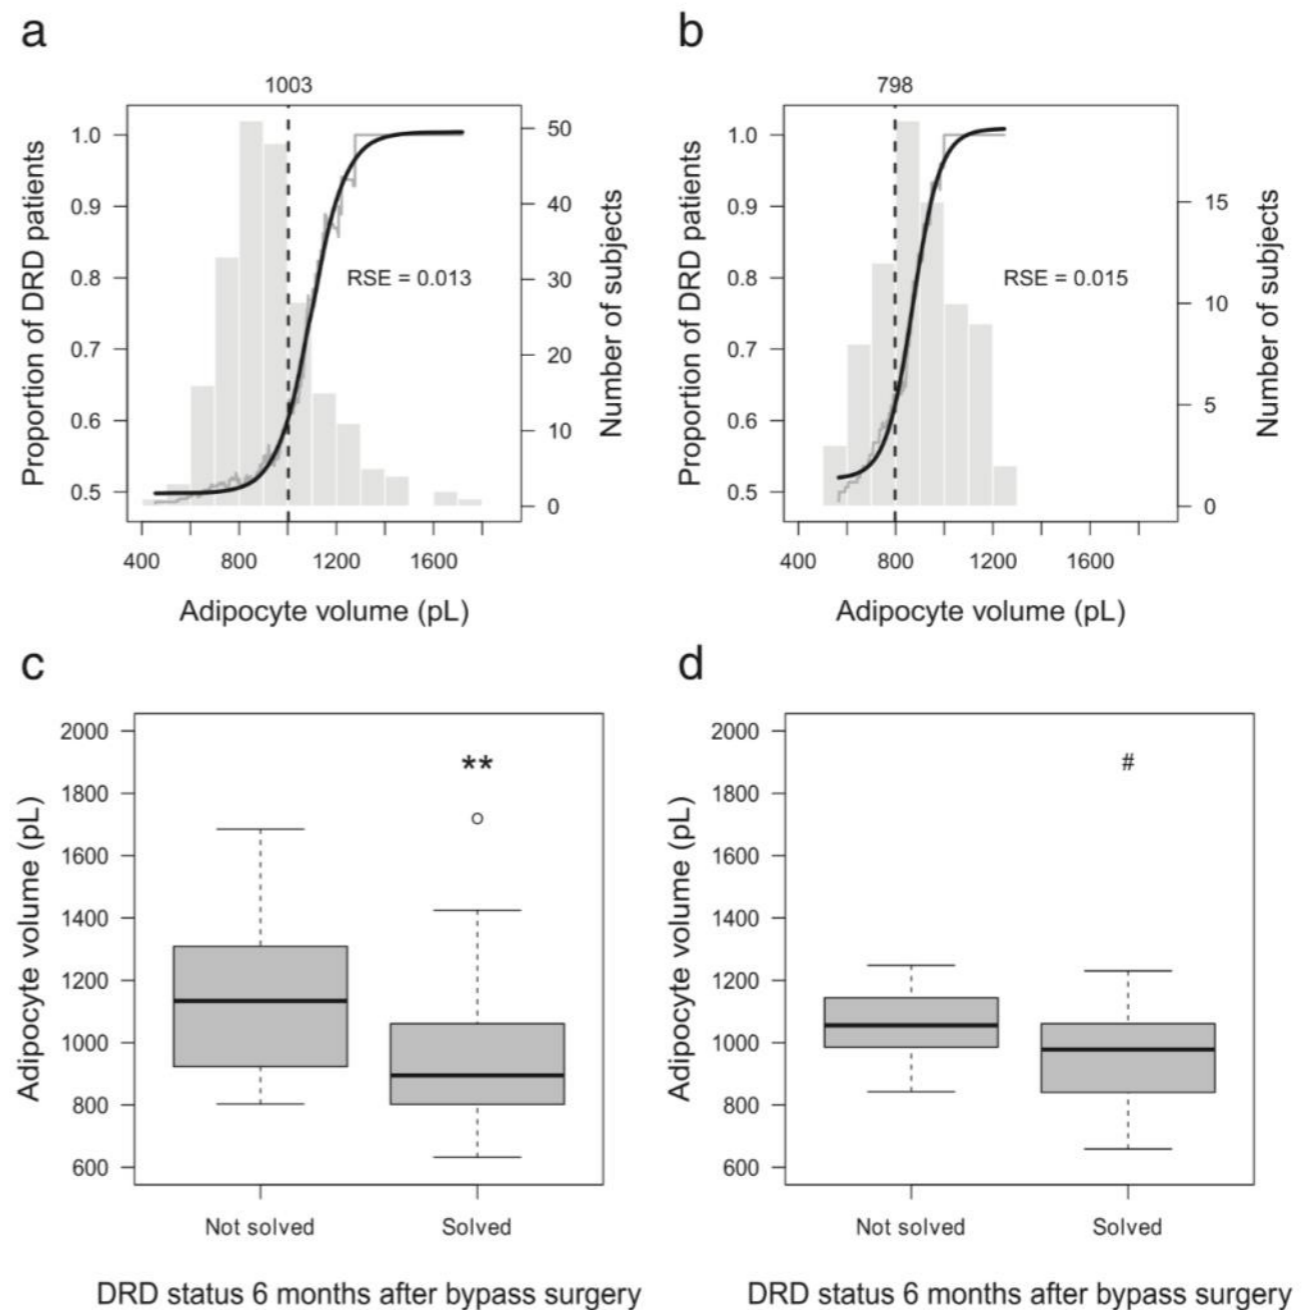 a
1003
Proportion of DRD patients
1.0
0.9
0.8
0.7
0.6
0.5
RSE = 0.013
50
40
30
20
10
0
Number of subjects
400 800 1200 1600
Adipocyte volume (pL)
b
798
Proportion of DRD patients
1.0
0.9
0.8
0.7
0.6
0.5
RSE = 0.015
15
10
5
0
Number of subjects
400 800 1200 1600
Adipocyte volume (pL)
c
Adipocyte volume (pL)
2000
1800
1600
1400
1200
1000
800
600
**
Not solved Solved
DRD status 6 months after bypass surgery
d
Adipocyte volume (pL)
2000
1800
1600
1400
1200
1000
800
600
#
Not solved Solved
DRD status 6 months after bypass surgery